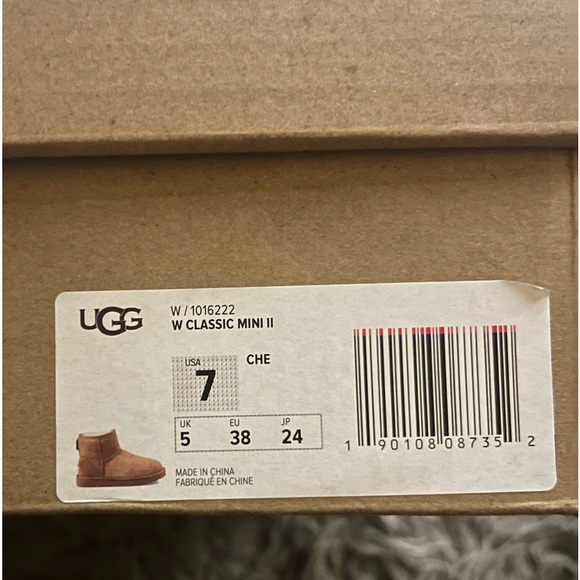 UGG
W / 1016222
W CLASSIC MINI II
USA
7
CHE
UK EU JP
5 38 24
MADE IN CHINA
FABRIQUÉ EN CHINE
1 90108 08735 2